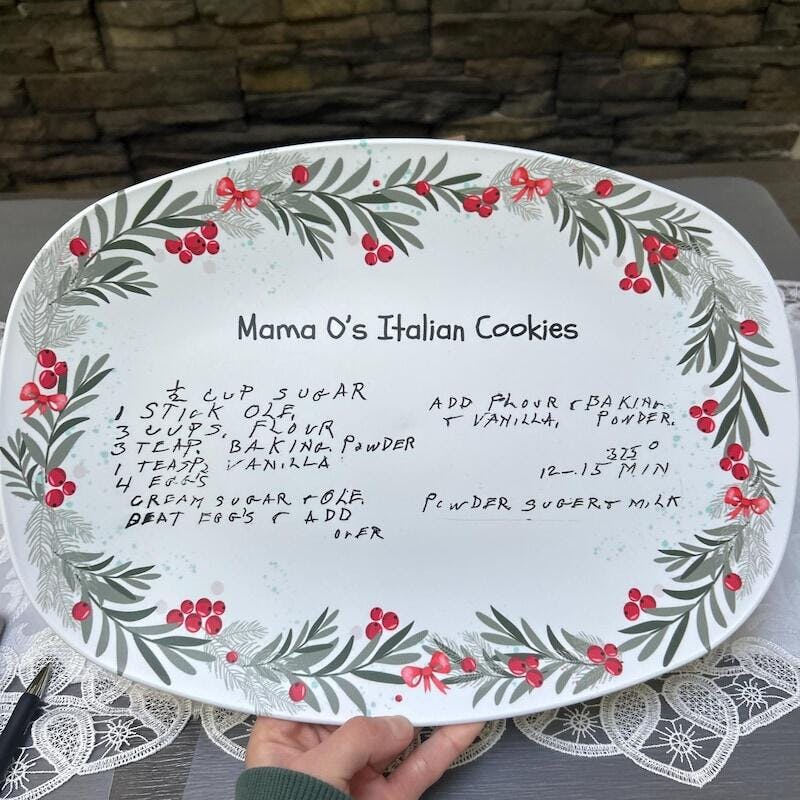 Mama O's Italian Cookies
½ CUP SUGAR
1 STICK OLE.
3 CUPS. FLOUR
3 TEAP. BAKING. POWDER
1 TEASP. VANILLA
4 EGG'S
CREAM SUGAR & OLE.
BEAT EGG'S & ADD
OVER
ADD FLOUR & BAKING.
& VANILLA. PONDER.
325°
12-.15 MIN
POWDER SUGER & MILK